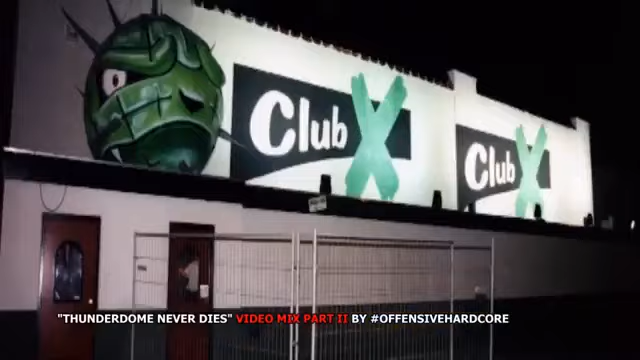 Club X
Club X
"THUNDERDOME NEVER DIES" VIDEO MIX PART II BY #OFFENSIVEHARDCORE